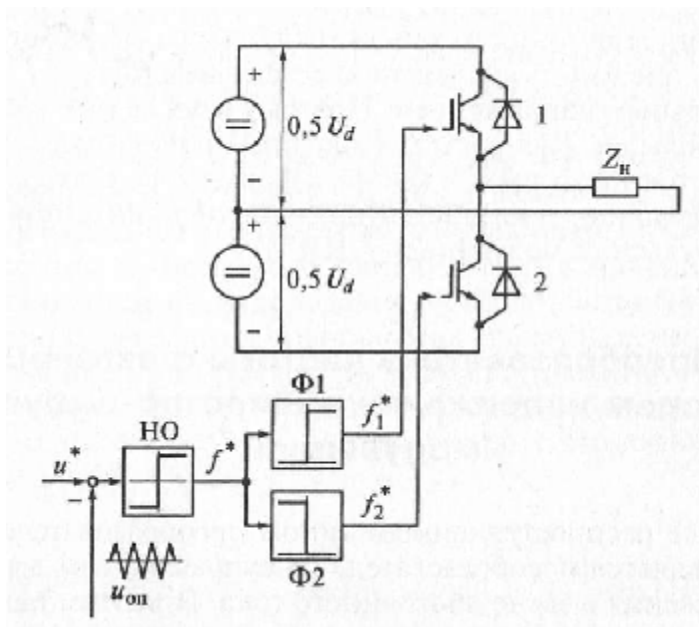 +
0,5 U_d
1
−
Z_н
+
0,5 U_d
2
−
Ф1
НО
f_1^*
u^*
f^*
−
f_2^*
Ф2
u_оп